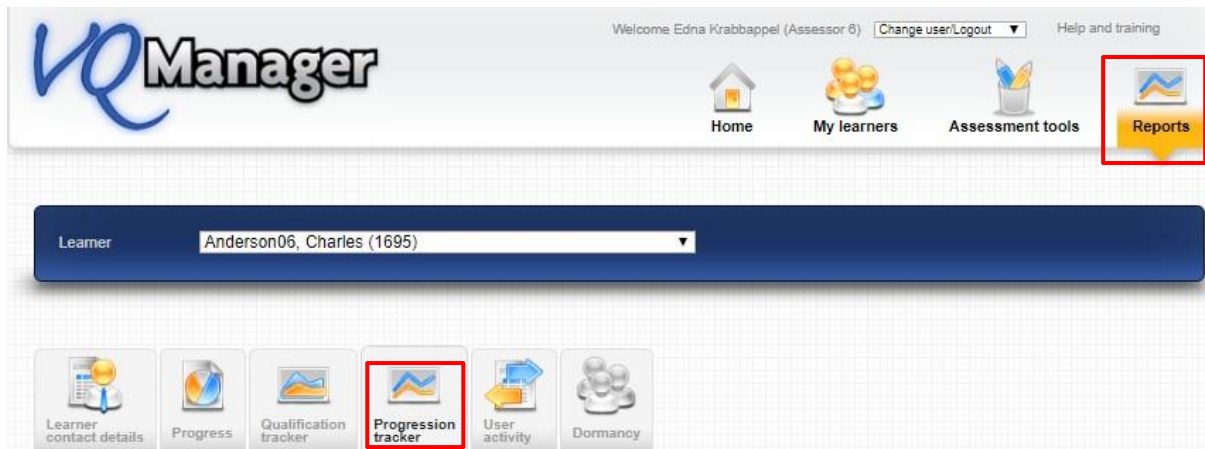 Welcome Edna Krabbappel (Assessor 6) Change user/Logout Help and training
VQManager
Home My learners Assessment tools Reports
Learner Anderson06, Charles (1695)
Learner contact details
Progress
Qualification tracker
Progression tracker
User activity
Dormancy